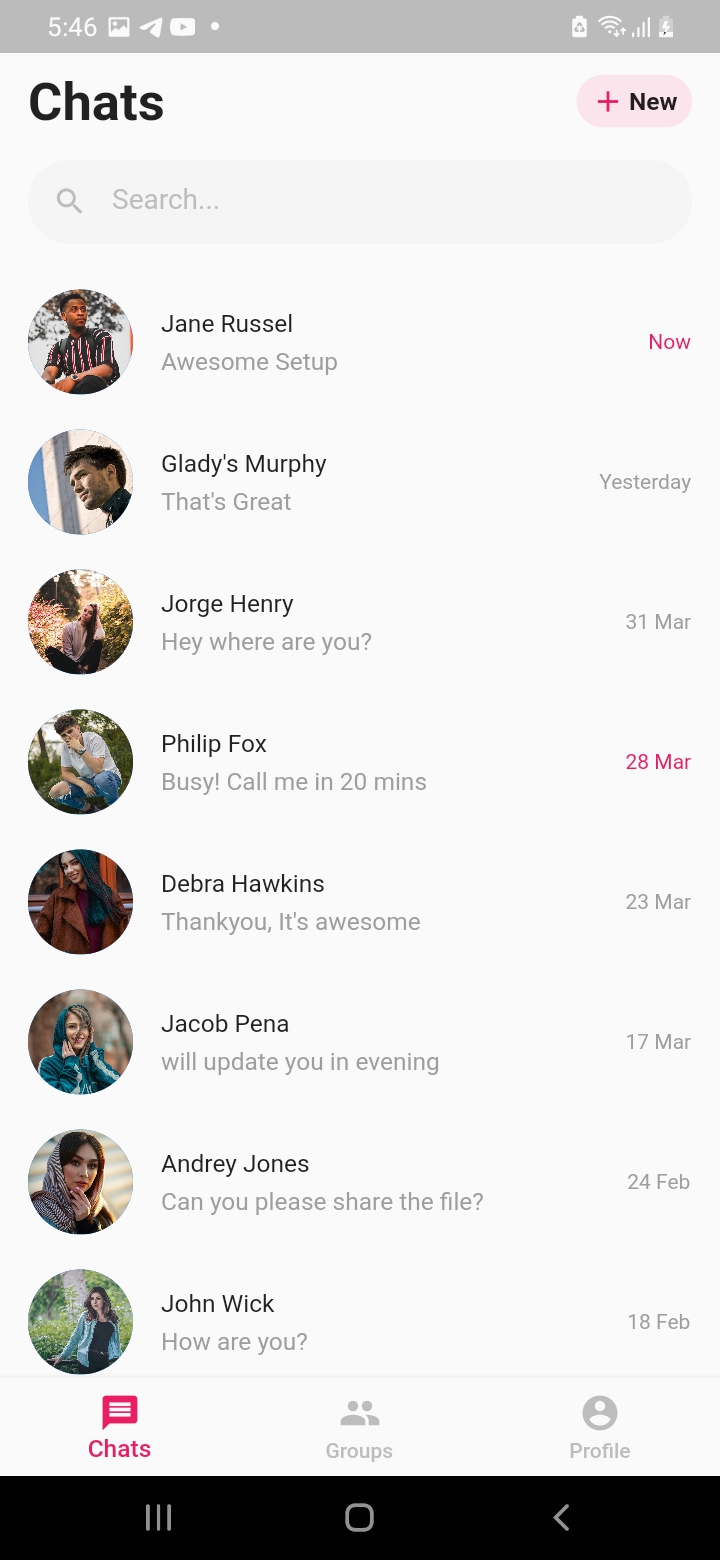 5:46
Chats
New
Search...
Jane Russel
Awesome Setup
Now
Glady's Murphy
That's Great
Yesterday
Jorge Henry
Hey where are you?
31 Mar
Philip Fox
Busy! Call me in 20 mins
28 Mar
Debra Hawkins
Thankyou, It's awesome
23 Mar
Jacob Pena
will update you in evening
17 Mar
Andrey Jones
Can you please share the file?
24 Feb
John Wick
How are you?
18 Feb
Chats
Groups
Profile